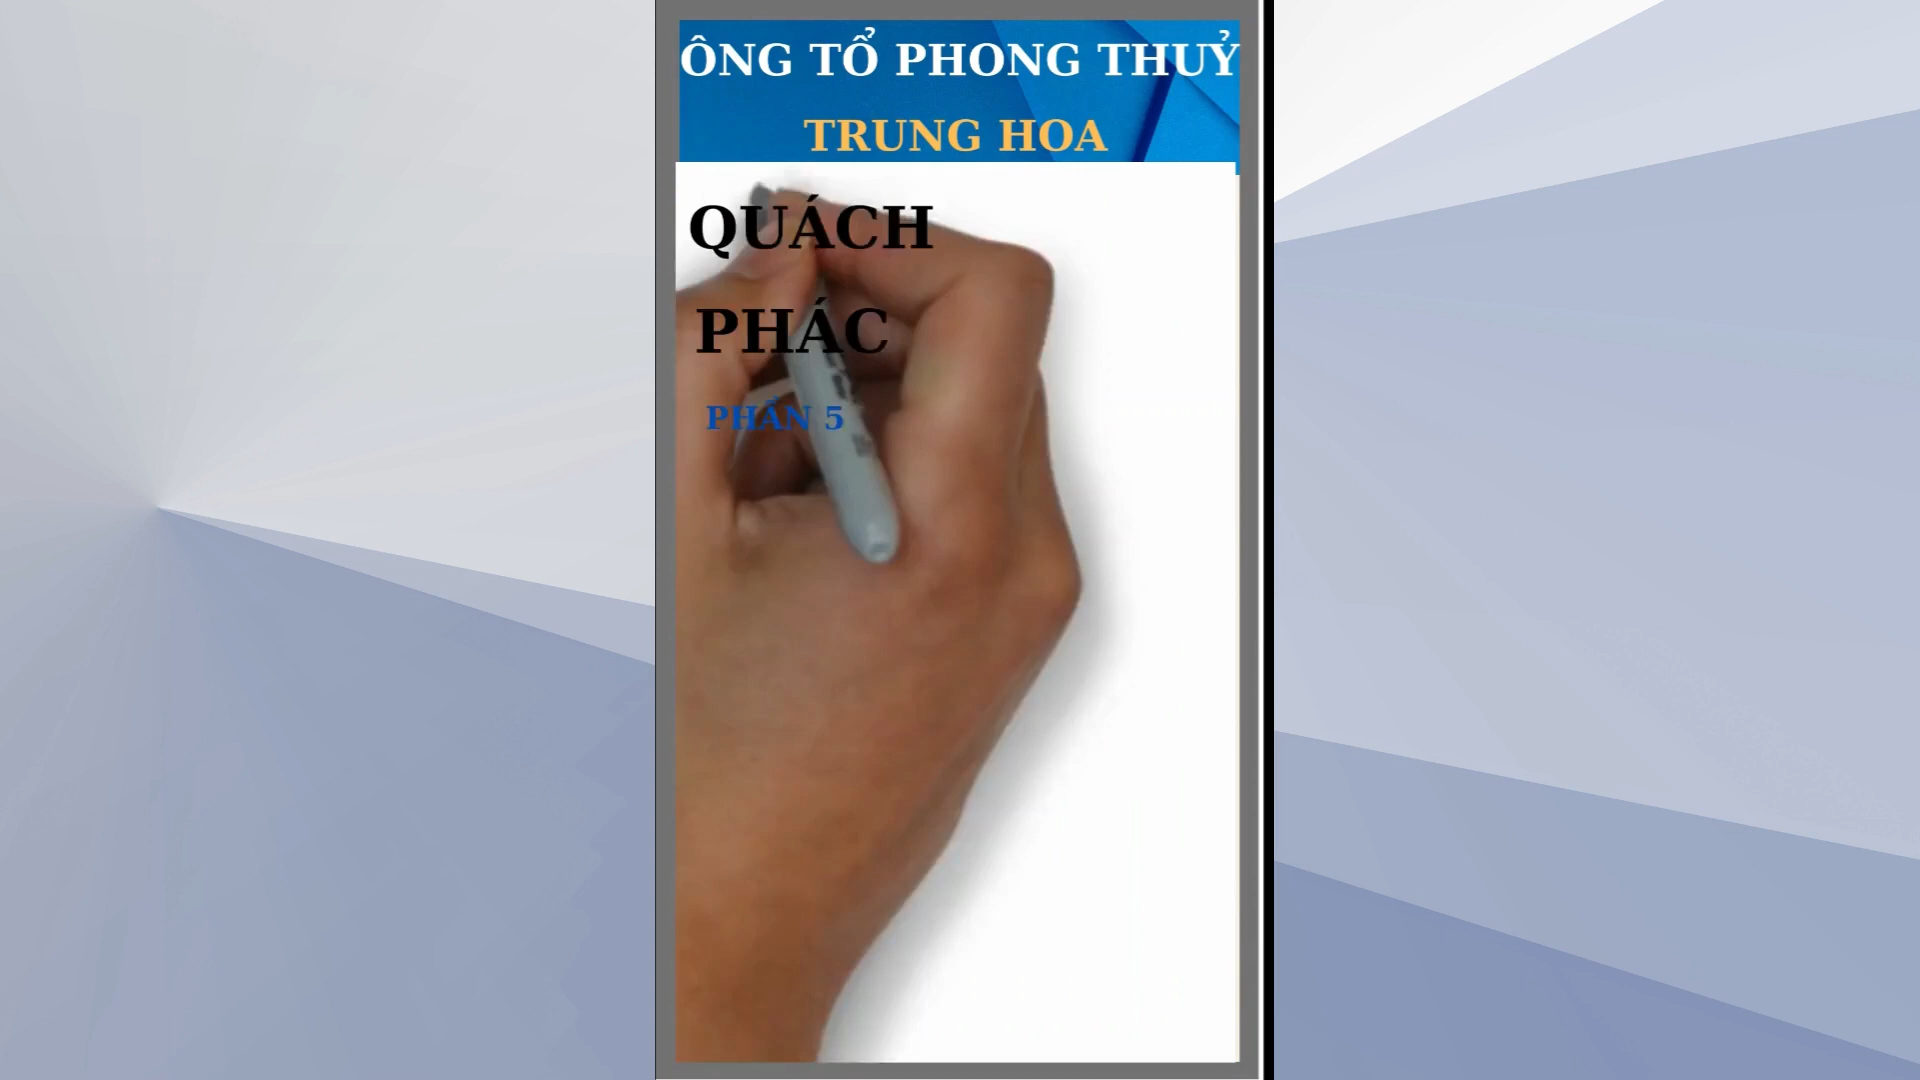 ÔNG TỔ PHONG THUỶ
TRUNG HOA
QUÁCH
PHÁC
PHẦN 5